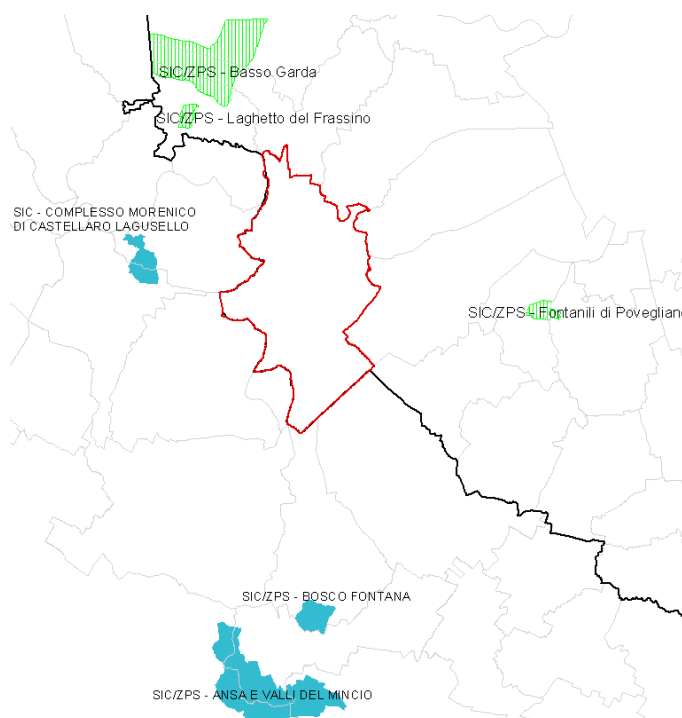 SIC/ZPS - Basso Garda
SIC/ZPS - Laghetto del Frassino
SIC - COMPLESSO MORENICO
DI CASTELLARO LAGUSELLO
SIC/ZPS - Fontanili di Povegliano
SIC/ZPS - BOSCO FONTANA
SIC/ZPS - ANSA E VALLI DEL MINCIO